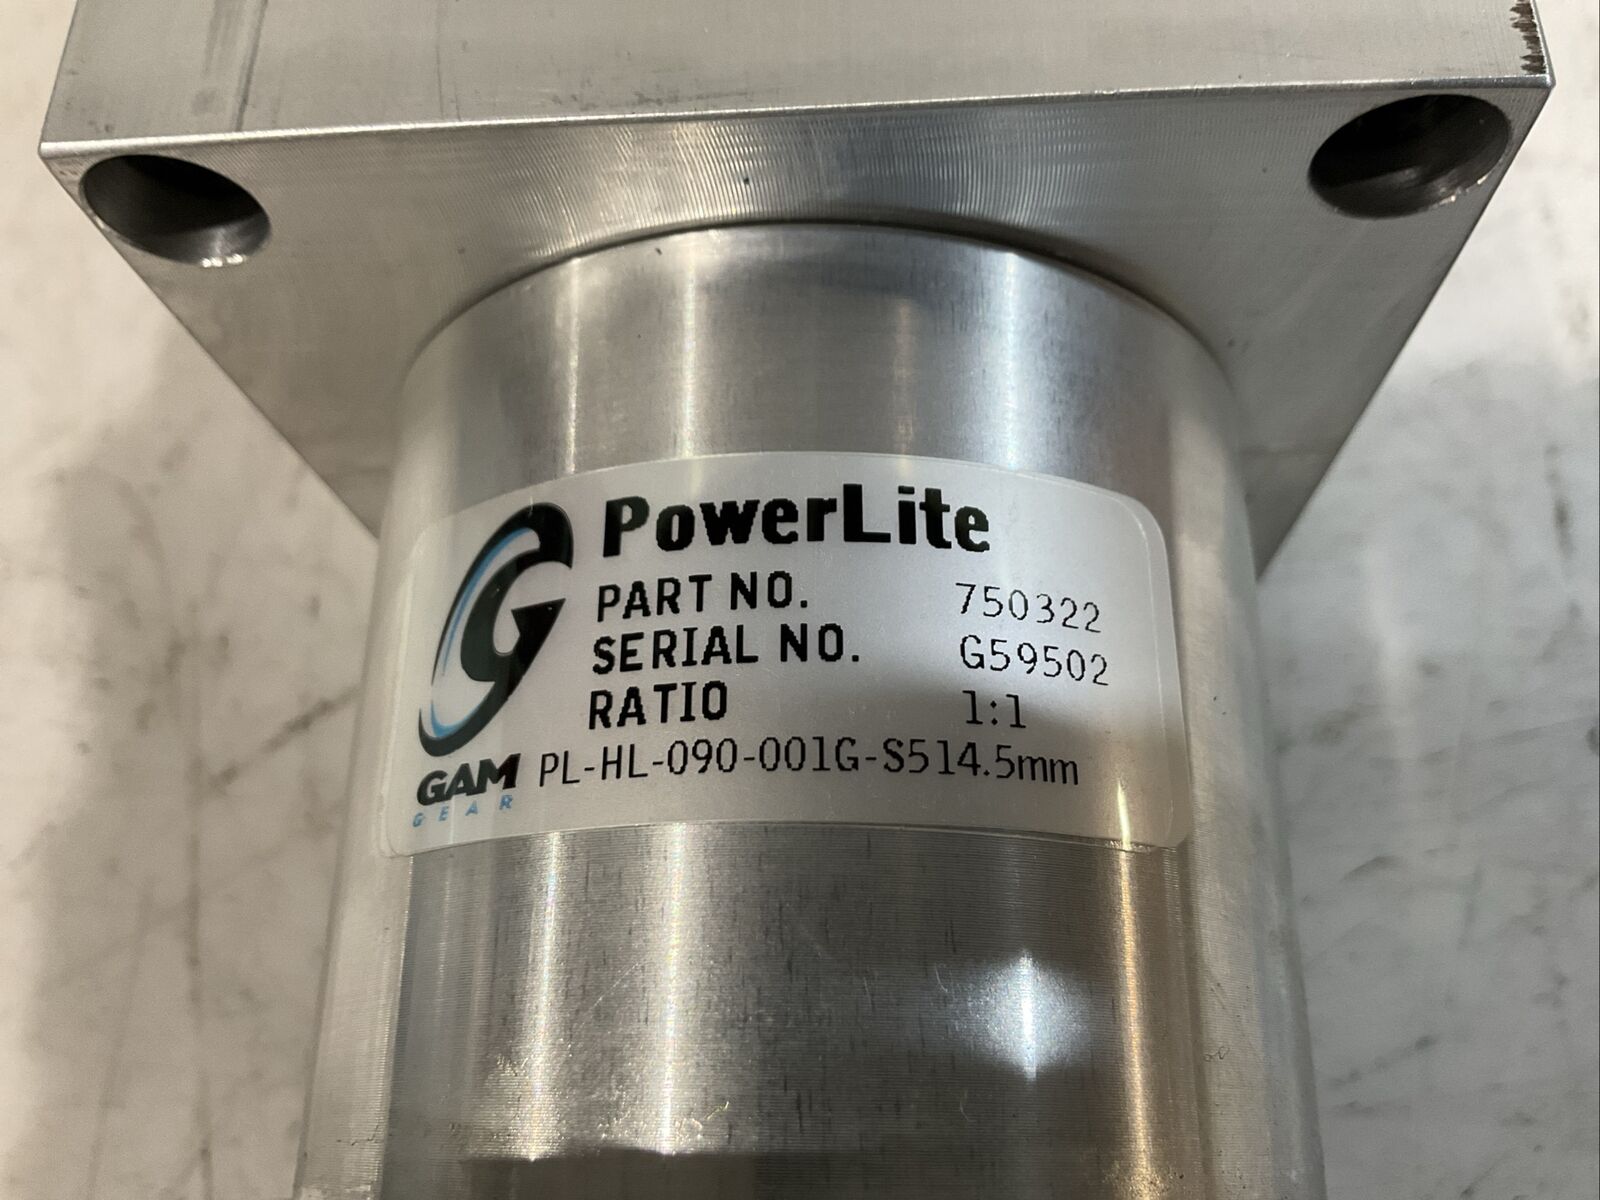 PowerLite
PART NO. 750322
SERIAL NO. G59502
RATIO 1:1
PL-HL-090-001G-S514.5mm
GAM
GEAR